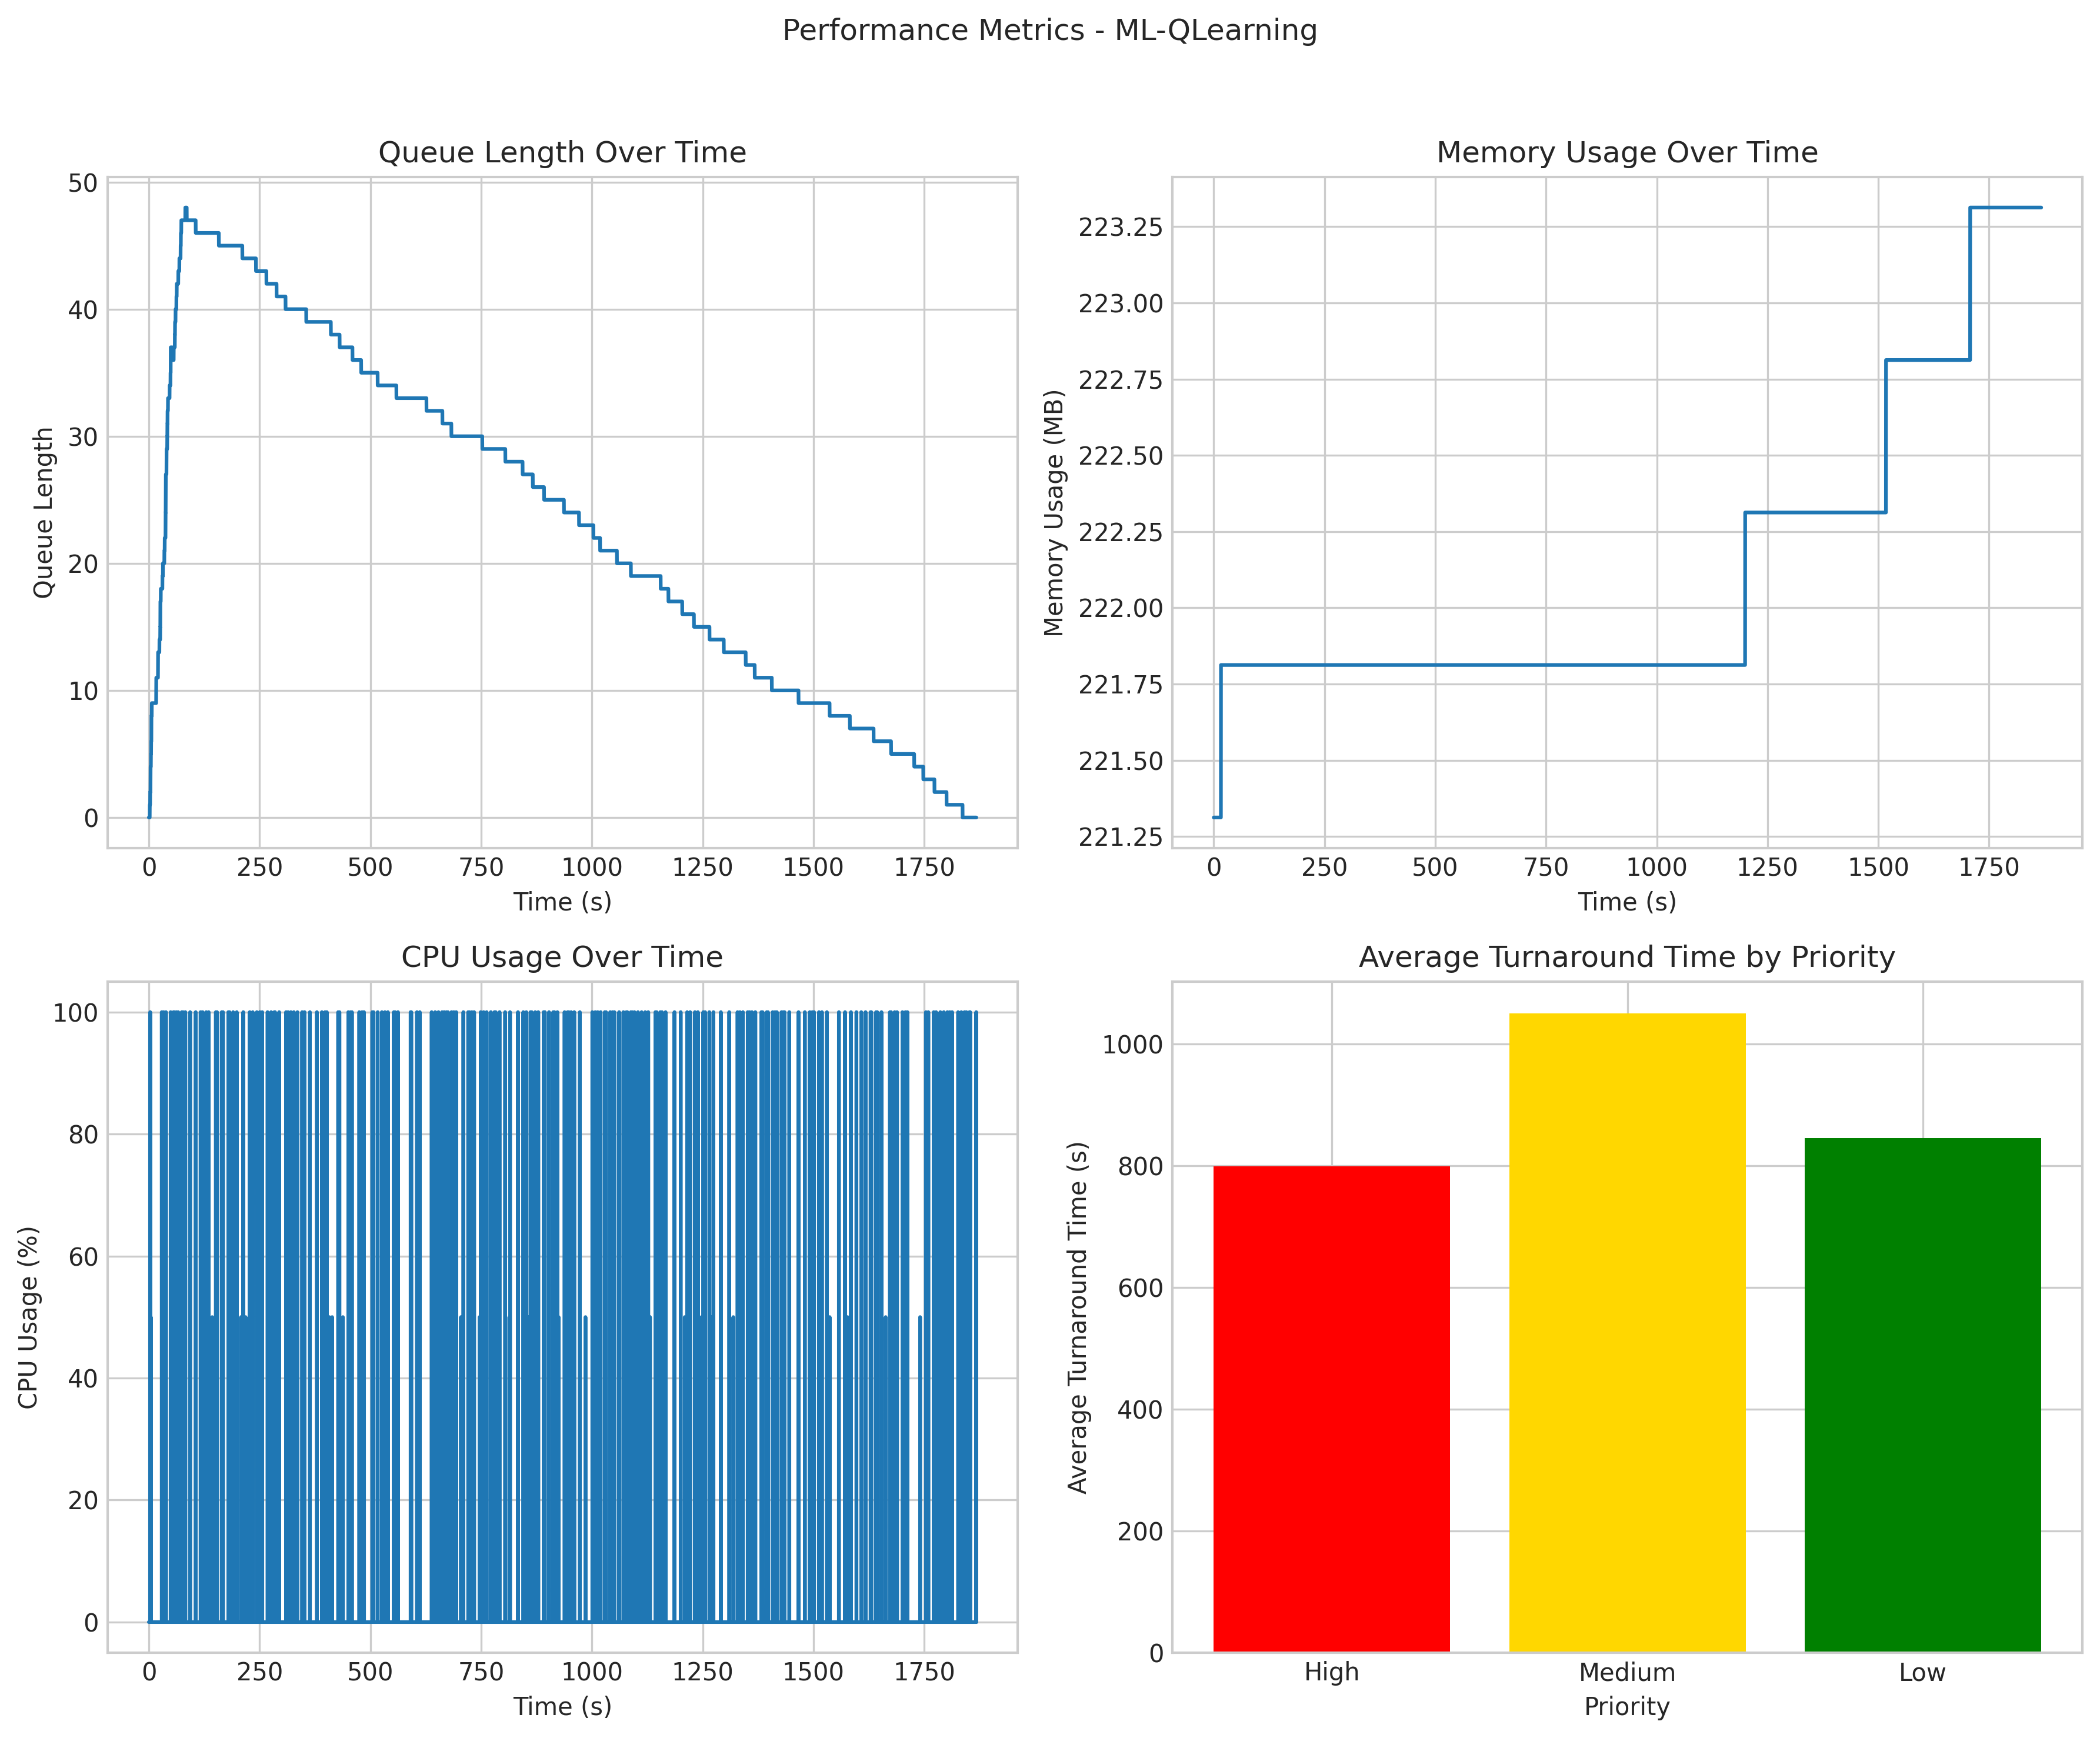 Performance Metrics - ML-QLearning
Queue Length Over Time
50
40
30
20
10
0
Queue Length
0 250 500 750 1000 1250 1500 1750
Time (s)
Memory Usage Over Time
223.25
223.00
222.75
222.50
222.25
222.00
221.75
221.50
221.25
Memory Usage (MB)
0 250 500 750 1000 1250 1500 1750
Time (s)
CPU Usage Over Time
100
80
60
40
20
0
CPU Usage (%)
0 250 500 750 1000 1250 1500 1750
Time (s)
Average Turnaround Time by Priority
1000
800
600
400
200
0
Average Turnaround Time (s)
High Medium Low
Priority